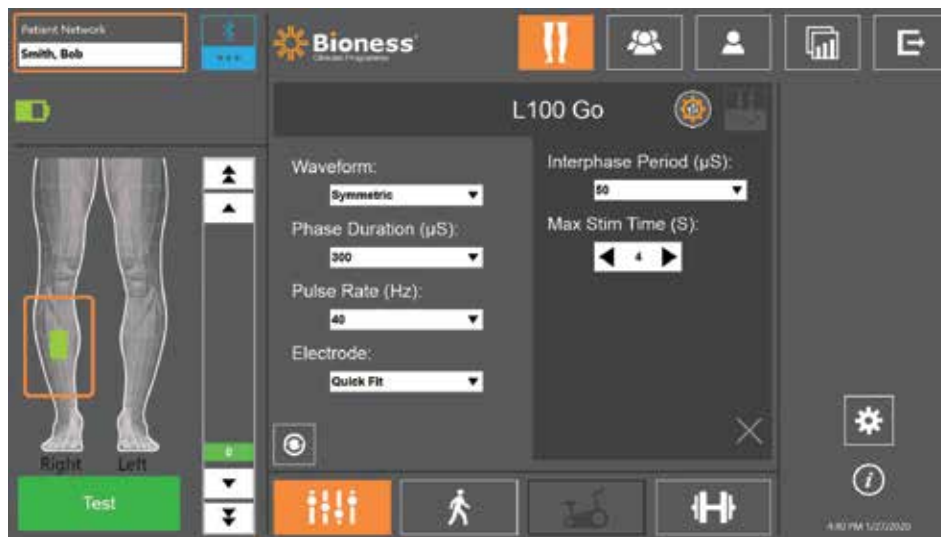 Patient Network
Smith, Bob
Bioness
Clinician Programmer
L100 Go
Waveform:
Symmetric
Phase Duration (µS):
300
Pulse Rate (Hz):
40
Electrode:
Quick Fit
Interphase Period (µS):
50
Max Stim Time (S):
4
0
Right
Left
Test
4:40 PM 1/27/2020